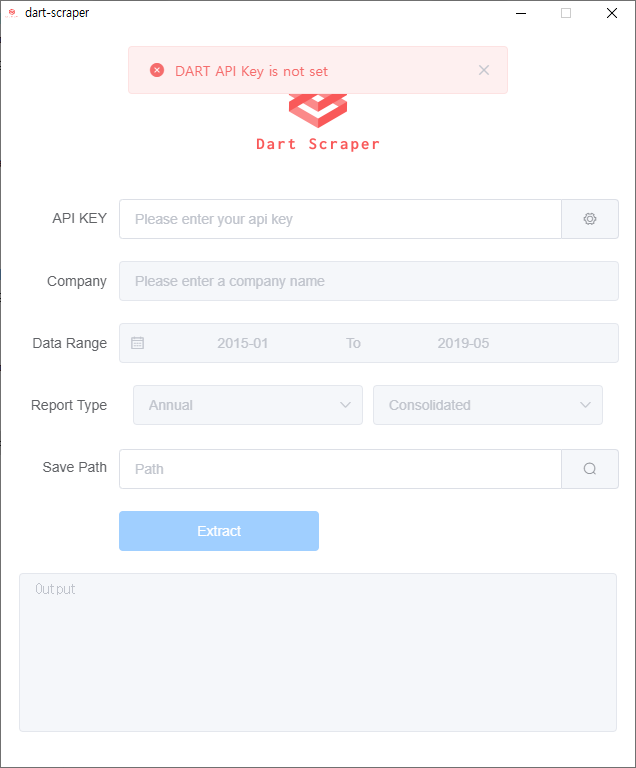 dart-scraper
DART API Key is not set
Dart Scraper
API KEY Please enter your api key
Company Please enter a company name
Data Range 2015-01 To 2019-05
Report Type Annual Consolidated
Save Path Path
Extract
Output